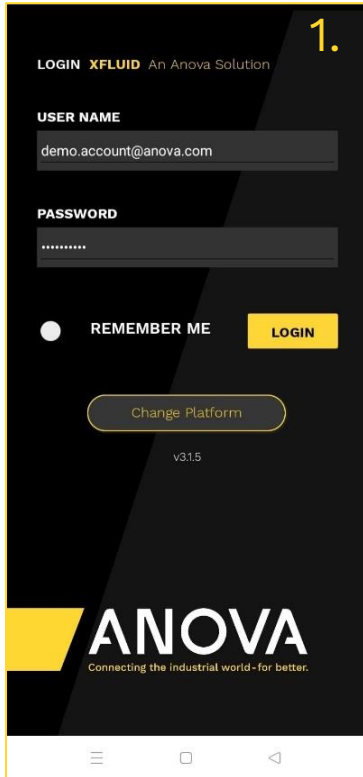 1.
LOGIN XFLUID An Anova Solution
USER NAME
demo.account@anova.com
PASSWORD
••••••••••
REMEMBER ME LOGIN
Change Platform
v3.1.5
ANOVA
Connecting the industrial world-for better.